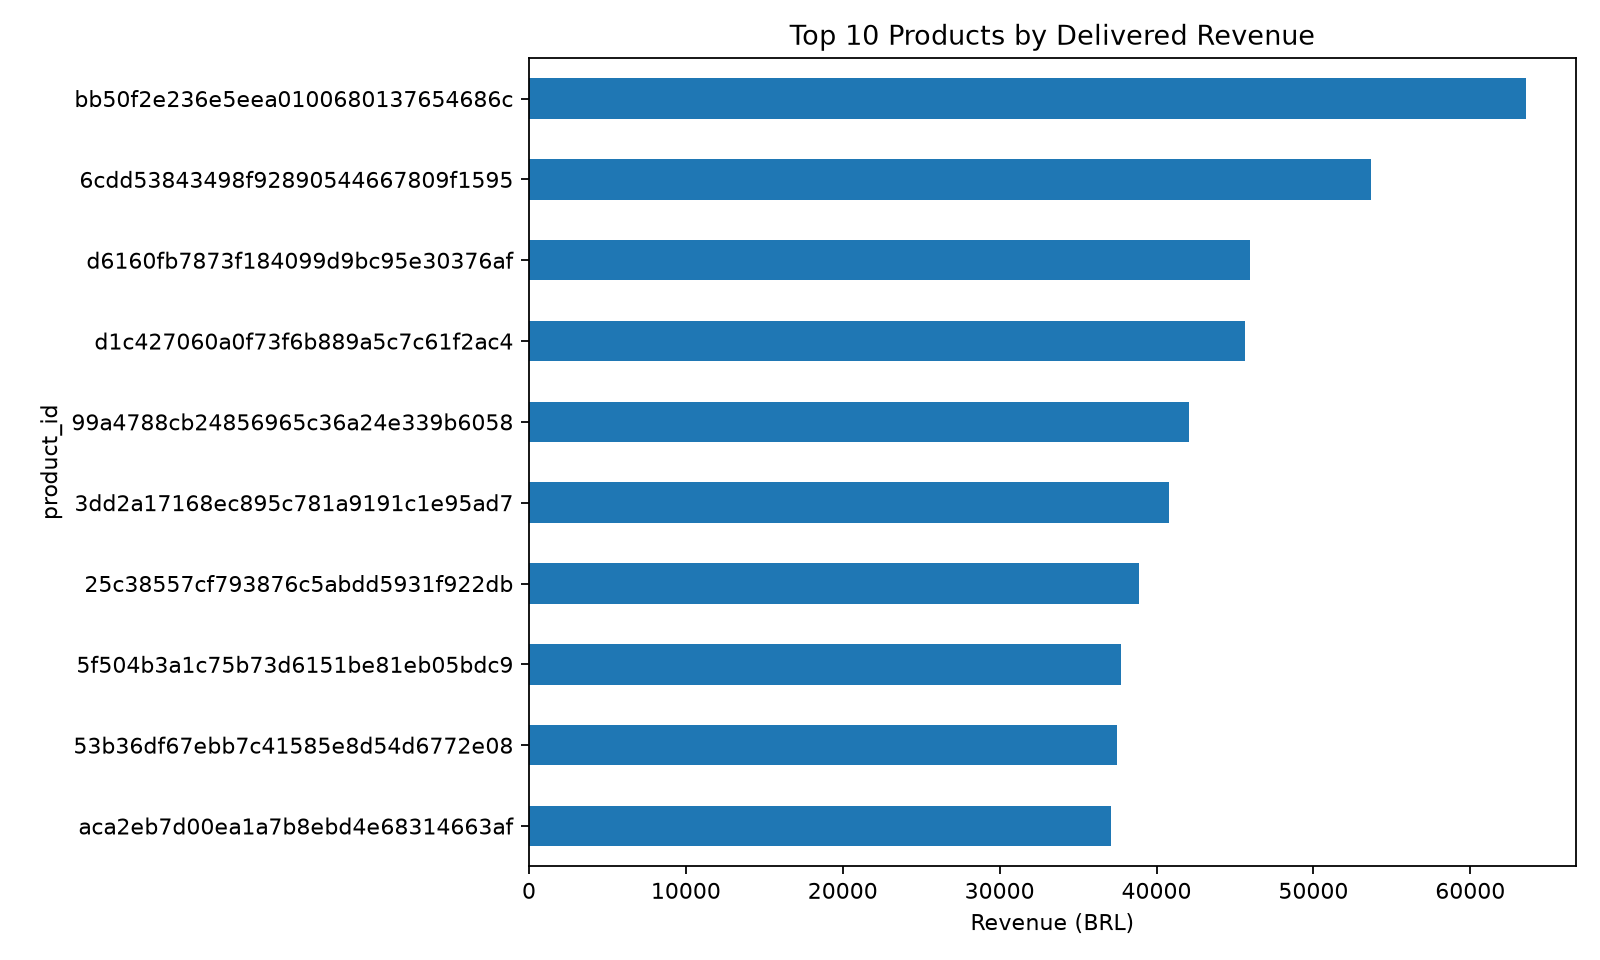 Top 10 Products by Delivered Revenue
bb50f2e236e5eea0100680137654686c
6cdd53843498f92890544667809f1595
d6160fb7873f184099d9bc95e30376af
d1c427060a0f73f6b889a5c7c61f2ac4
99a4788cb24856965c36a24e339b6058
3dd2a17168ec895c781a9191c1e95ad7
25c38557cf793876c5abdd5931f922db
5f504b3a1c75b73d6151be81eb05bdc9
53b36df67ebb7c41585e8d54d6772e08
aca2eb7d00ea1a7b8ebd4e68314663af
product_id
0 10000 20000 30000 40000 50000 60000
Revenue (BRL)